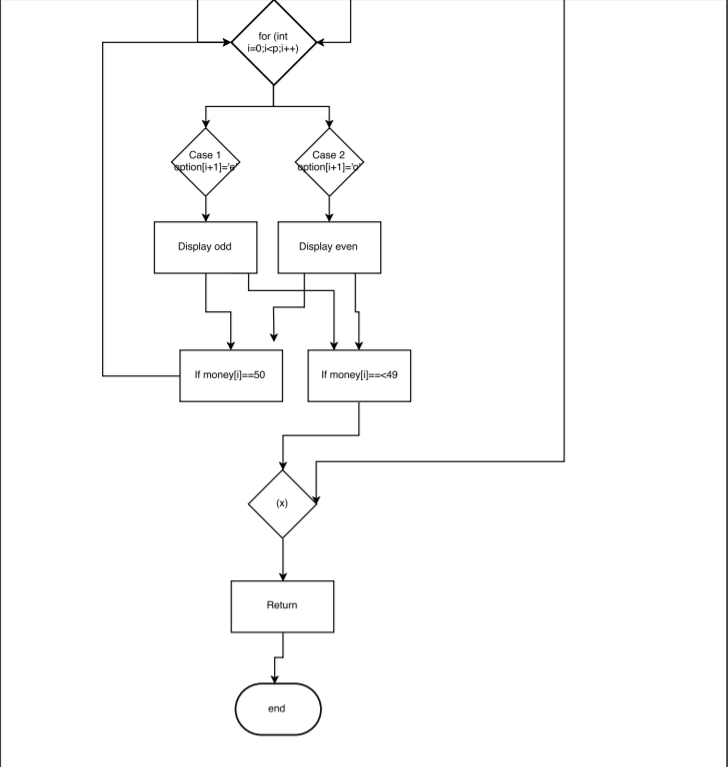 for (int
i=0;i<p;i++)
Case 1
option[i+1]='e'
Case 2
option[i+1]='o'
Display odd
Display even
If money[i]==50
If money[i]==<49
(x)
Return
end